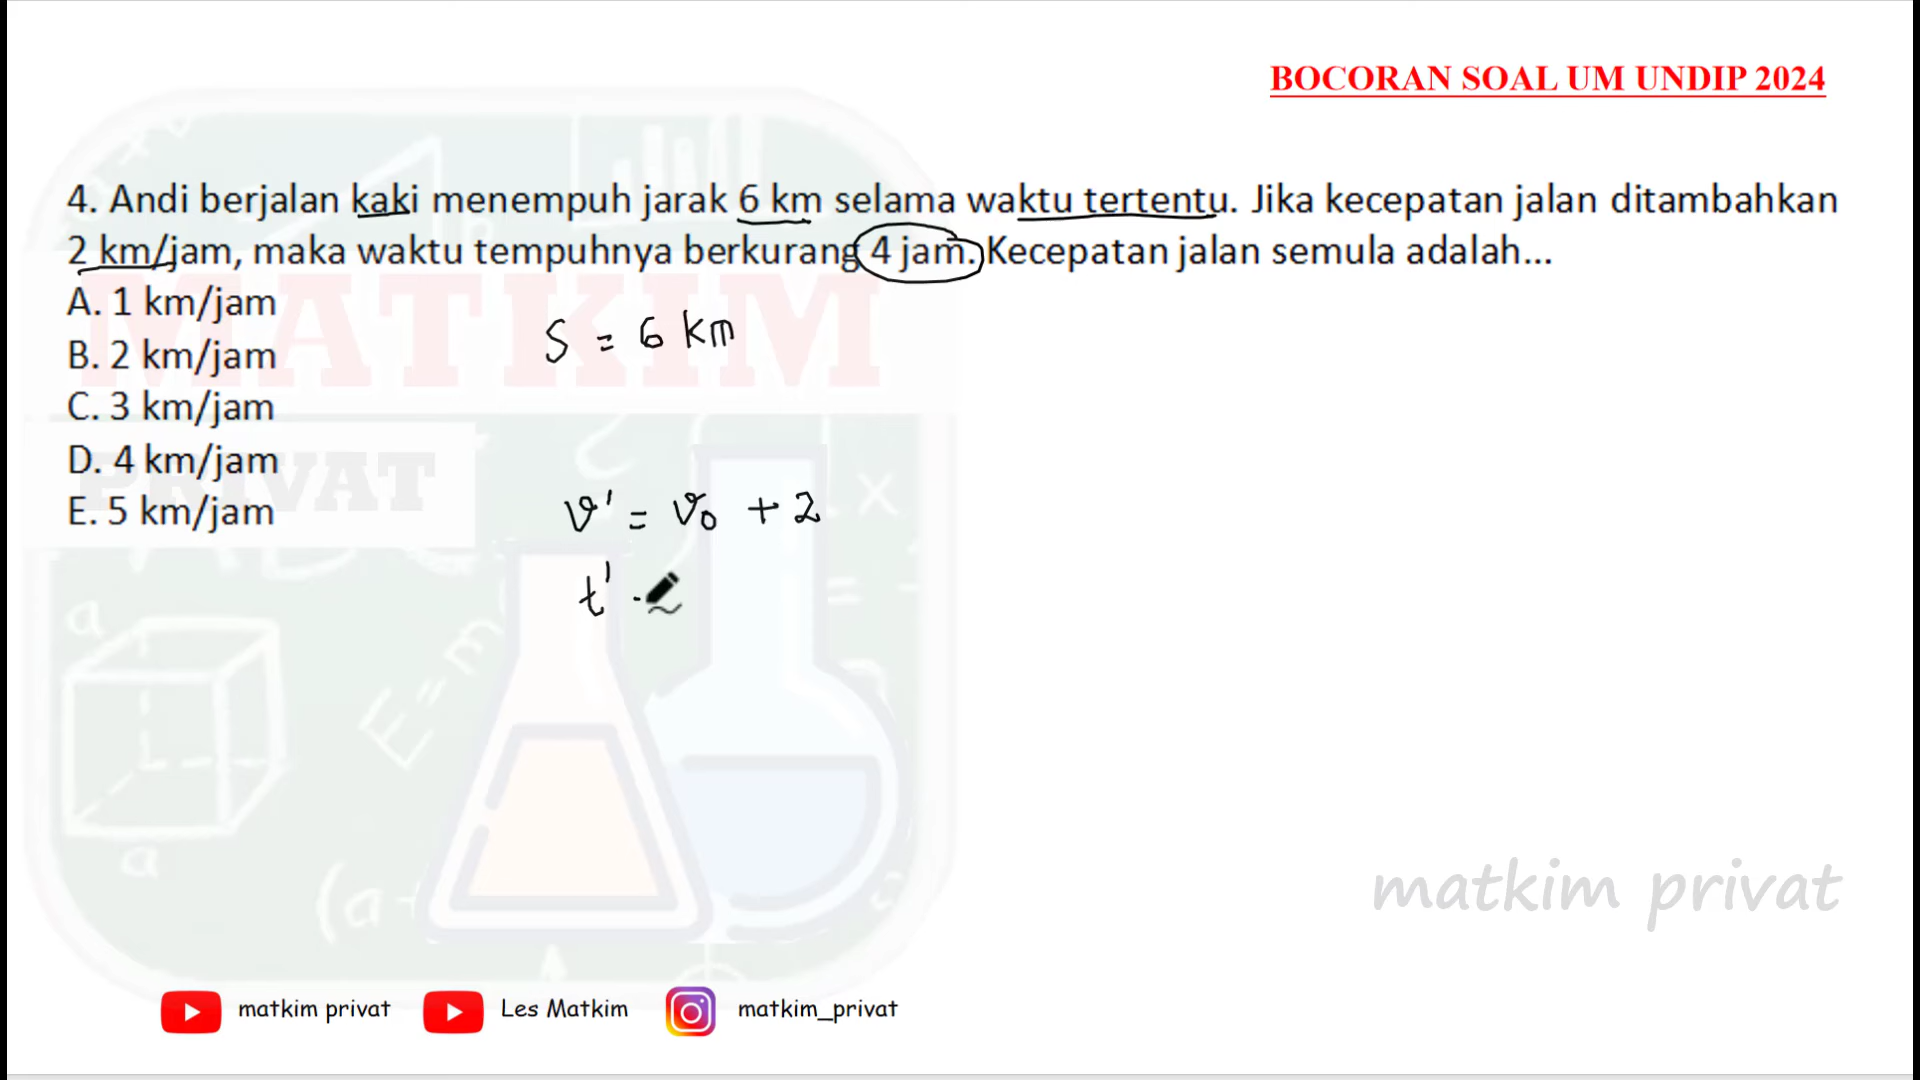 BOCORAN SOAL UM UNDIP 2024
4. Andi berjalan kaki menempuh jarak 6 km selama waktu tertentu. Jika kecepatan jalan ditambahkan
2 km/jam, maka waktu tempuhnya berkurang 4 jam. Kecepatan jalan semula adalah...
A. 1 km/jam
B. 2 km/jam
C. 3 km/jam
D. 4 km/jam
E. 5 km/jam
S = 6 km
v' = v₀ + 2
t'
MATKIM
PRIVAT
a
E=m
a
(a+
matkim privat
matkim privat
Les Matkim
matkim_privat